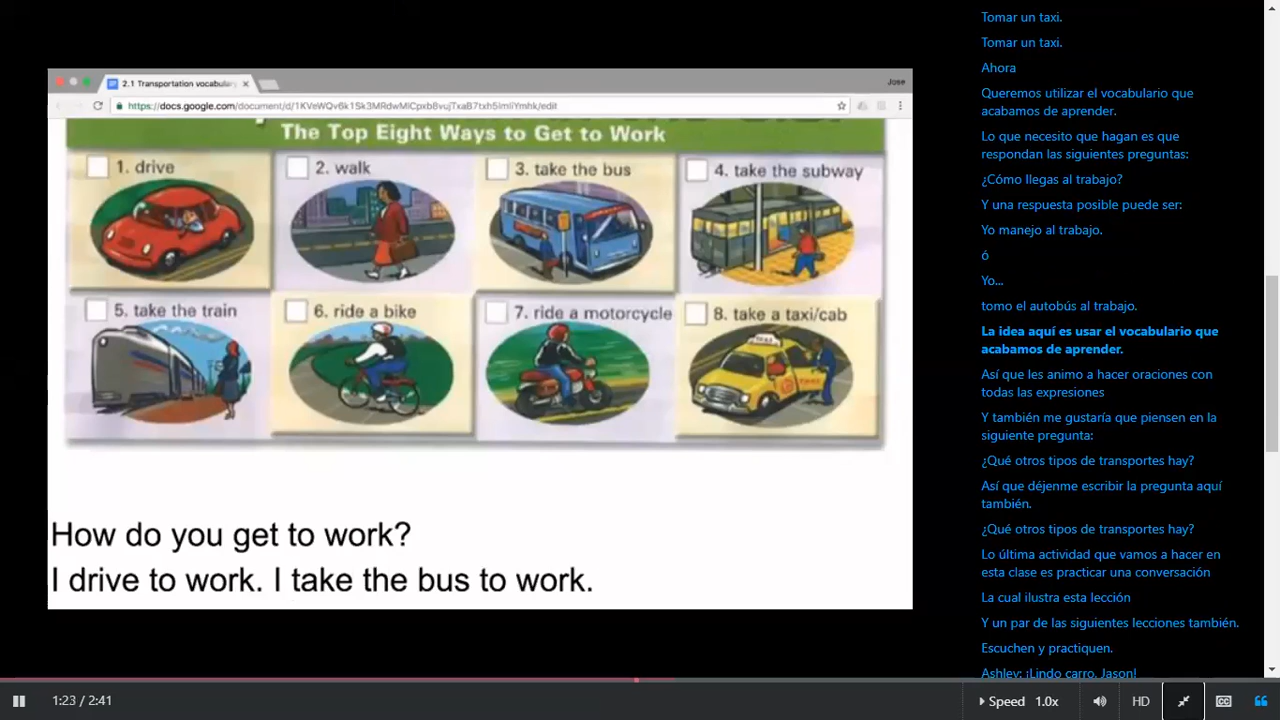 2.1 Transportation vocabulary
Jose
https://docs.google.com/document/d/1KVeWQv6k1Sk3MRdwMlCpxbBvujTxaB7txh5imliYmhk/edit
The Top Eight Ways to Get to Work
1. drive
2. walk
3. take the bus
4. take the subway
5. take the train
6. ride a bike
7. ride a motorcycle
8. take a taxi/cab
TAXI
How do you get to work?
I drive to work. I take the bus to work.
Tomar un taxi.
Tomar un taxi.
Ahora
Queremos utilizar el vocabulario que
acabamos de aprender.
Lo que necesito que hagan es que
respondan las siguientes preguntas:
¿Cómo llegas al trabajo?
Y una respuesta posible puede ser:
Yo manejo al trabajo.
ó
Yo...
tomo el autobús al trabajo.
La idea aquí es usar el vocabulario que
acabamos de aprender.
Así que les animo a hacer oraciones con
todas las expresiones
Y también me gustaría que piensen en la
siguiente pregunta:
¿Qué otros tipos de transportes hay?
Así que déjenme escribir la pregunta aquí
también.
¿Qué otros tipos de transportes hay?
Lo última actividad que vamos a hacer en
esta clase es practicar una conversación
La cual ilustra esta lección
Y un par de las siguientes lecciones también.
Escuchen y practiquen.
Ashley: ¡Lindo carro, Jason!
1:23 / 2:41
Speed 1.0x
HD
CC